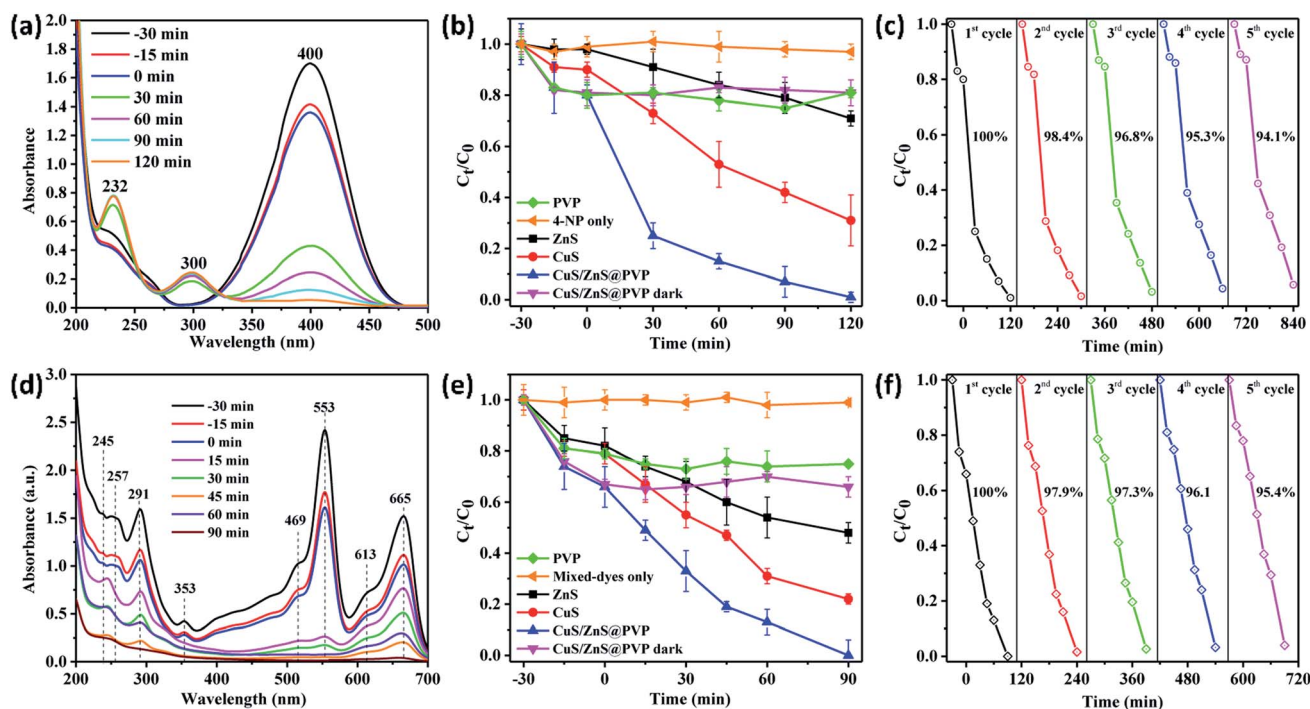 (a)
2.0
1.8
1.6
1.4
1.2
1.0
0.8
0.6
0.4
0.2
0.0
Absorbance
-30 min
-15 min
0 min
30 min
60 min
90 min
120 min
400
232
300
200 250 300 350 400 450 500
Wavelength (nm)
(b)
1.0
0.8
0.6
0.4
0.2
0.0
Ct/C0
PVP
4-NP only
ZnS
CuS
CuS/ZnS@PVP
CuS/ZnS@PVP dark
-30 0 30 60 90 120
Time (min)
(c)
1.0
0.8
0.6
0.4
0.2
0.0
Ct/C0
1st cycle 2nd cycle 3rd cycle 4th cycle 5th cycle
100% 98.4% 96.8% 95.3% 94.1%
0 120 240 360 480 600 720 840
Time (min)
(d)
3.0
2.5
2.0
1.5
1.0
0.5
0.0
Absorbance (a.u.)
-30 min
-15 min
0 min
15 min
30 min
45 min
60 min
90 min
245
257
291
353
469
553
613
665
200 300 400 500 600 700
Wavelength (nm)
(e)
1.0
0.8
0.6
0.4
0.2
0.0
Ct/C0
PVP
Mixed-dyes only
ZnS
CuS
CuS/ZnS@PVP
CuS/ZnS@PVP dark
-30 0 30 60 90
Time (min)
(f)
1.0
0.8
0.6
0.4
0.2
0.0
Ct/C0
1st cycle 2nd cycle 3rd cycle 4th cycle 5th cycle
100% 97.9% 97.3% 96.1 95.4%
0 120 240 360 480 600 720
Time (min)